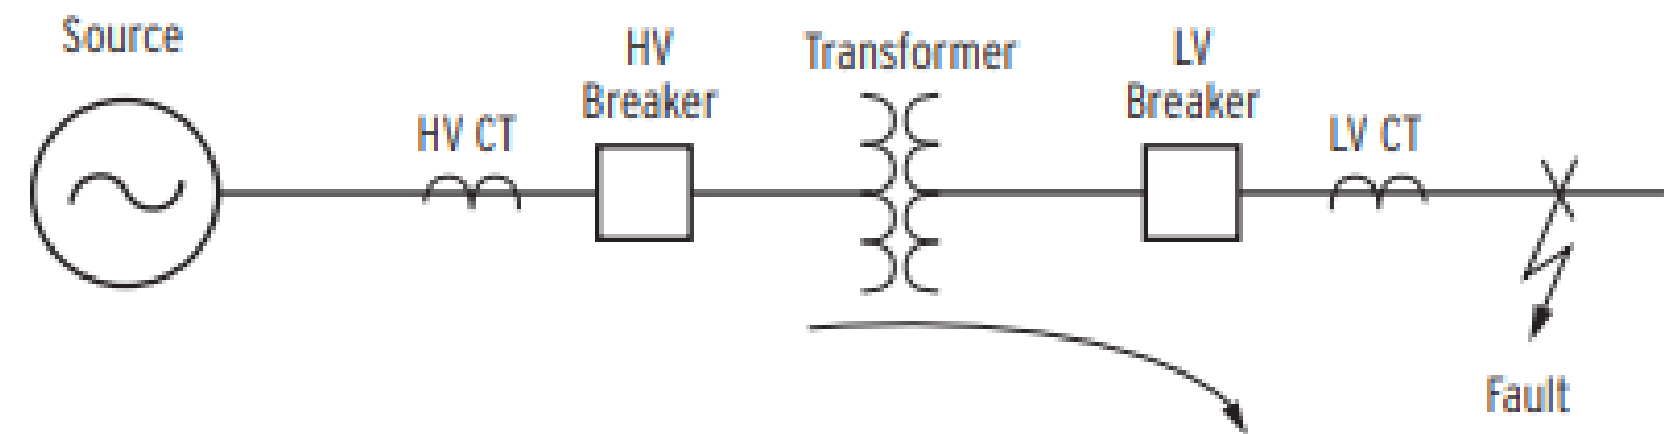 Source
HV
Breaker
HV CT
Transformer
LV
Breaker
LV CT
Fault